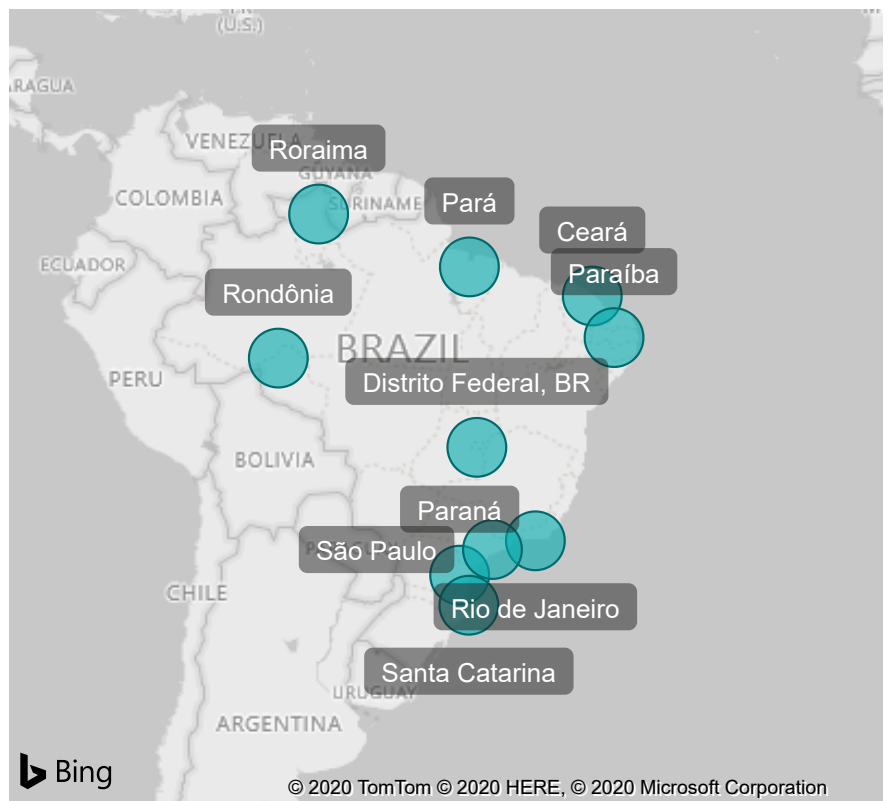 (U.S.)
VENEZUELA
Roraima
GUYANA
COLOMBIA
SURINAME
Pará
Ceará
ECUADOR
Paraíba
Rondônia
BRAZIL
PERU
Distrito Federal, BR
BOLIVIA
Paraná
São Paulo
CHILE
Rio de Janeiro
Santa Catarina
URUGUAY
ARGENTINA
Bing
© 2020 TomTom © 2020 HERE, © 2020 Microsoft Corporation